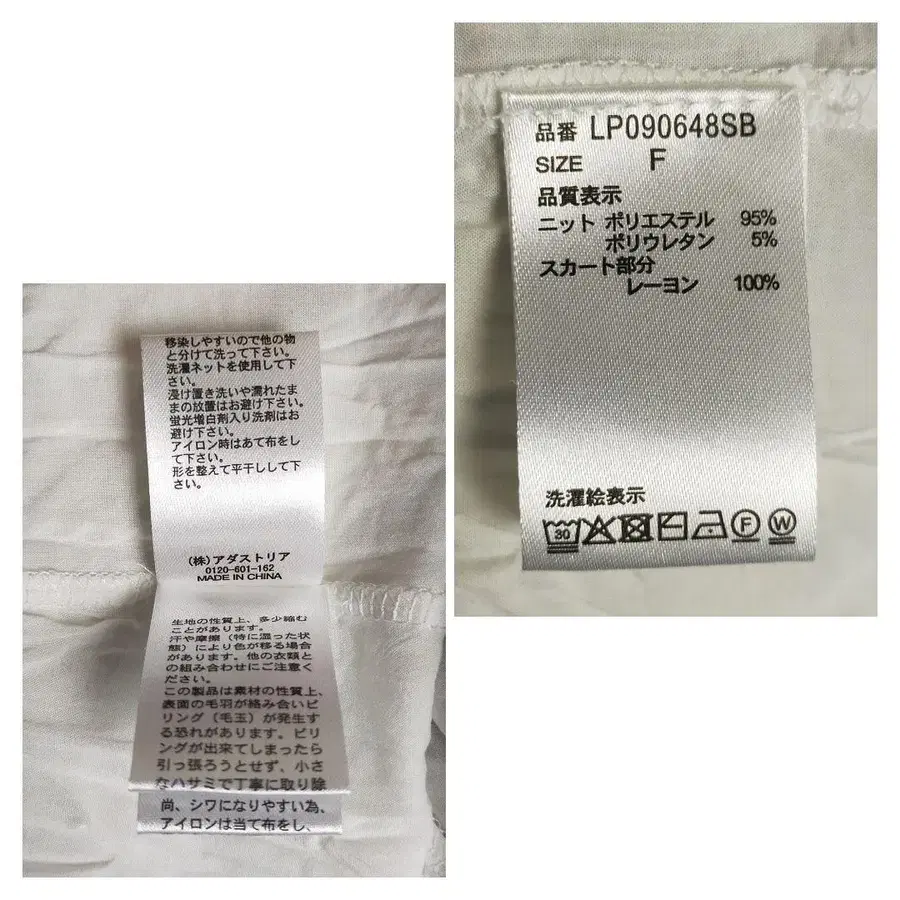 品番 LP090648SB
SIZE F
品質表示
ニット ポリエステル 95%
ポリウレタン 5%
スカート部分
レーヨン 100%
洗濯絵表示
30
F
W
移染しやすいので他の物
と分けて洗って下さい。
洗濯ネットを使用して下
さい。
浸け置き洗いや濡れたま
まの放置はお避け下さい。
蛍光増白剤入り洗剤はお
避け下さい。
アイロン時はあて布をし
て下さい。
形を整えて平干しして下
さい。
(株)アダストリア
0120-601-162
MADE IN CHINA
生地の性質上、多少縮む
ことがあります。
汗や摩擦(特に湿った状
態)により色が移る場合
があります。他の衣類と
の組み合わせにご注意く
ださい。
この製品は素材の性質上、
表面の毛羽が絡み合いピ
リング(毛玉)が発生す
る恐れがあります。ピリ
ングが出来てしまったら
引っ張ろうとせず、小さ
なハサミで丁寧に取り除
尚、シワになりやすい為、
アイロンは当て布をし、